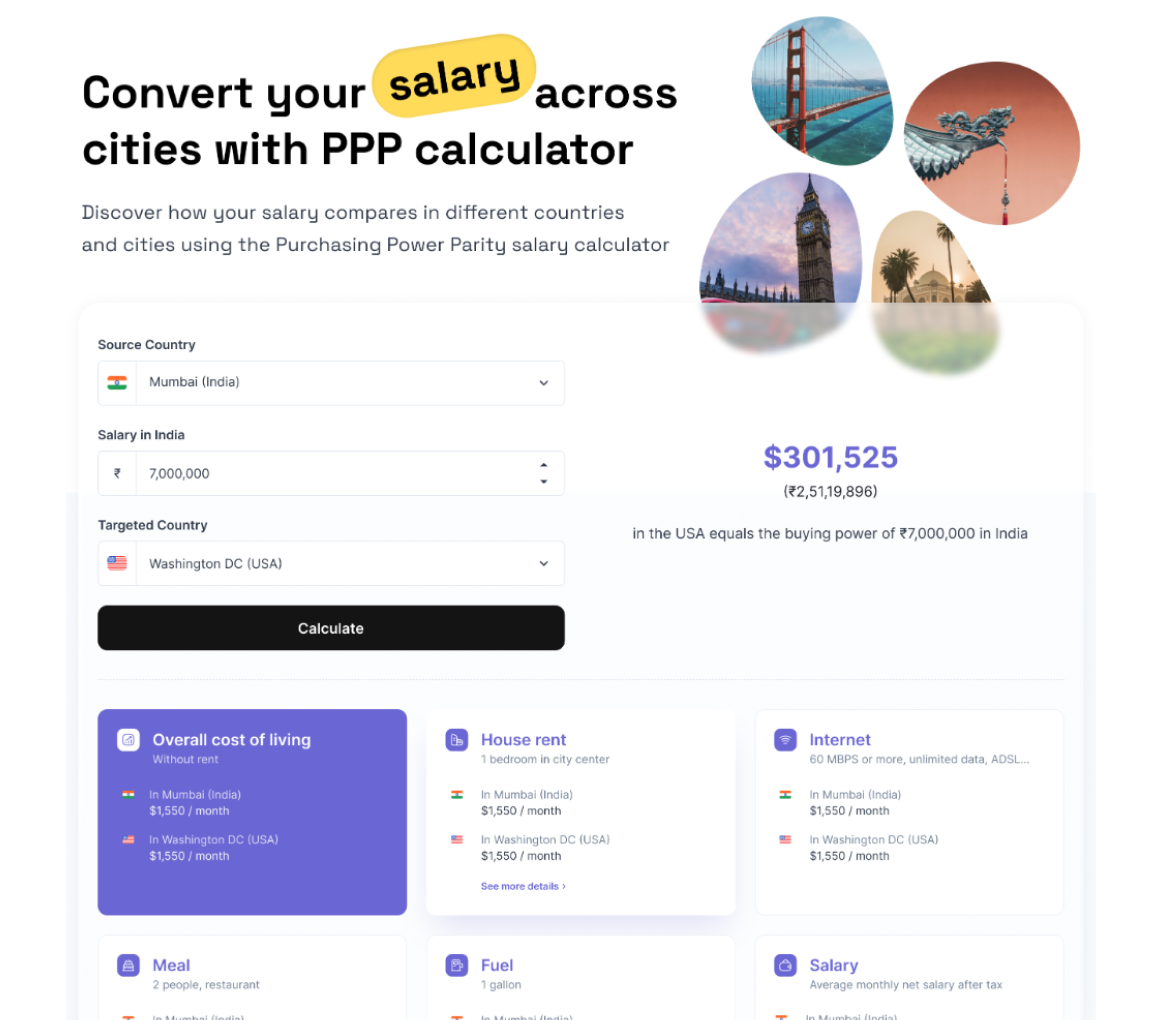 Convert your salary across
cities with PPP calculator
Discover how your salary compares in different countries
and cities using the Purchasing Power Parity salary calculator
Source Country
Mumbai (India)
Salary in India
₹ 7,000,000
Targeted Country
Washington DC (USA)
Calculate
$301,525
(₹2,51,19,896)
in the USA equals the buying power of ₹7,000,000 in India
Overall cost of living
Without rent
In Mumbai (India)
$1,550 / month
In Washington DC (USA)
$1,550 / month
House rent
1 bedroom in city center
In Mumbai (India)
$1,550 / month
In Washington DC (USA)
$1,550 / month
See more details ›
Internet
60 MBPS or more, unlimited data, ADSL...
In Mumbai (India)
$1,550 / month
In Washington DC (USA)
$1,550 / month
Meal
2 people, restaurant
In Mumbai (India)
Fuel
1 gallon
In Mumbai (India)
Salary
Average monthly net salary after tax
In Mumbai (India)